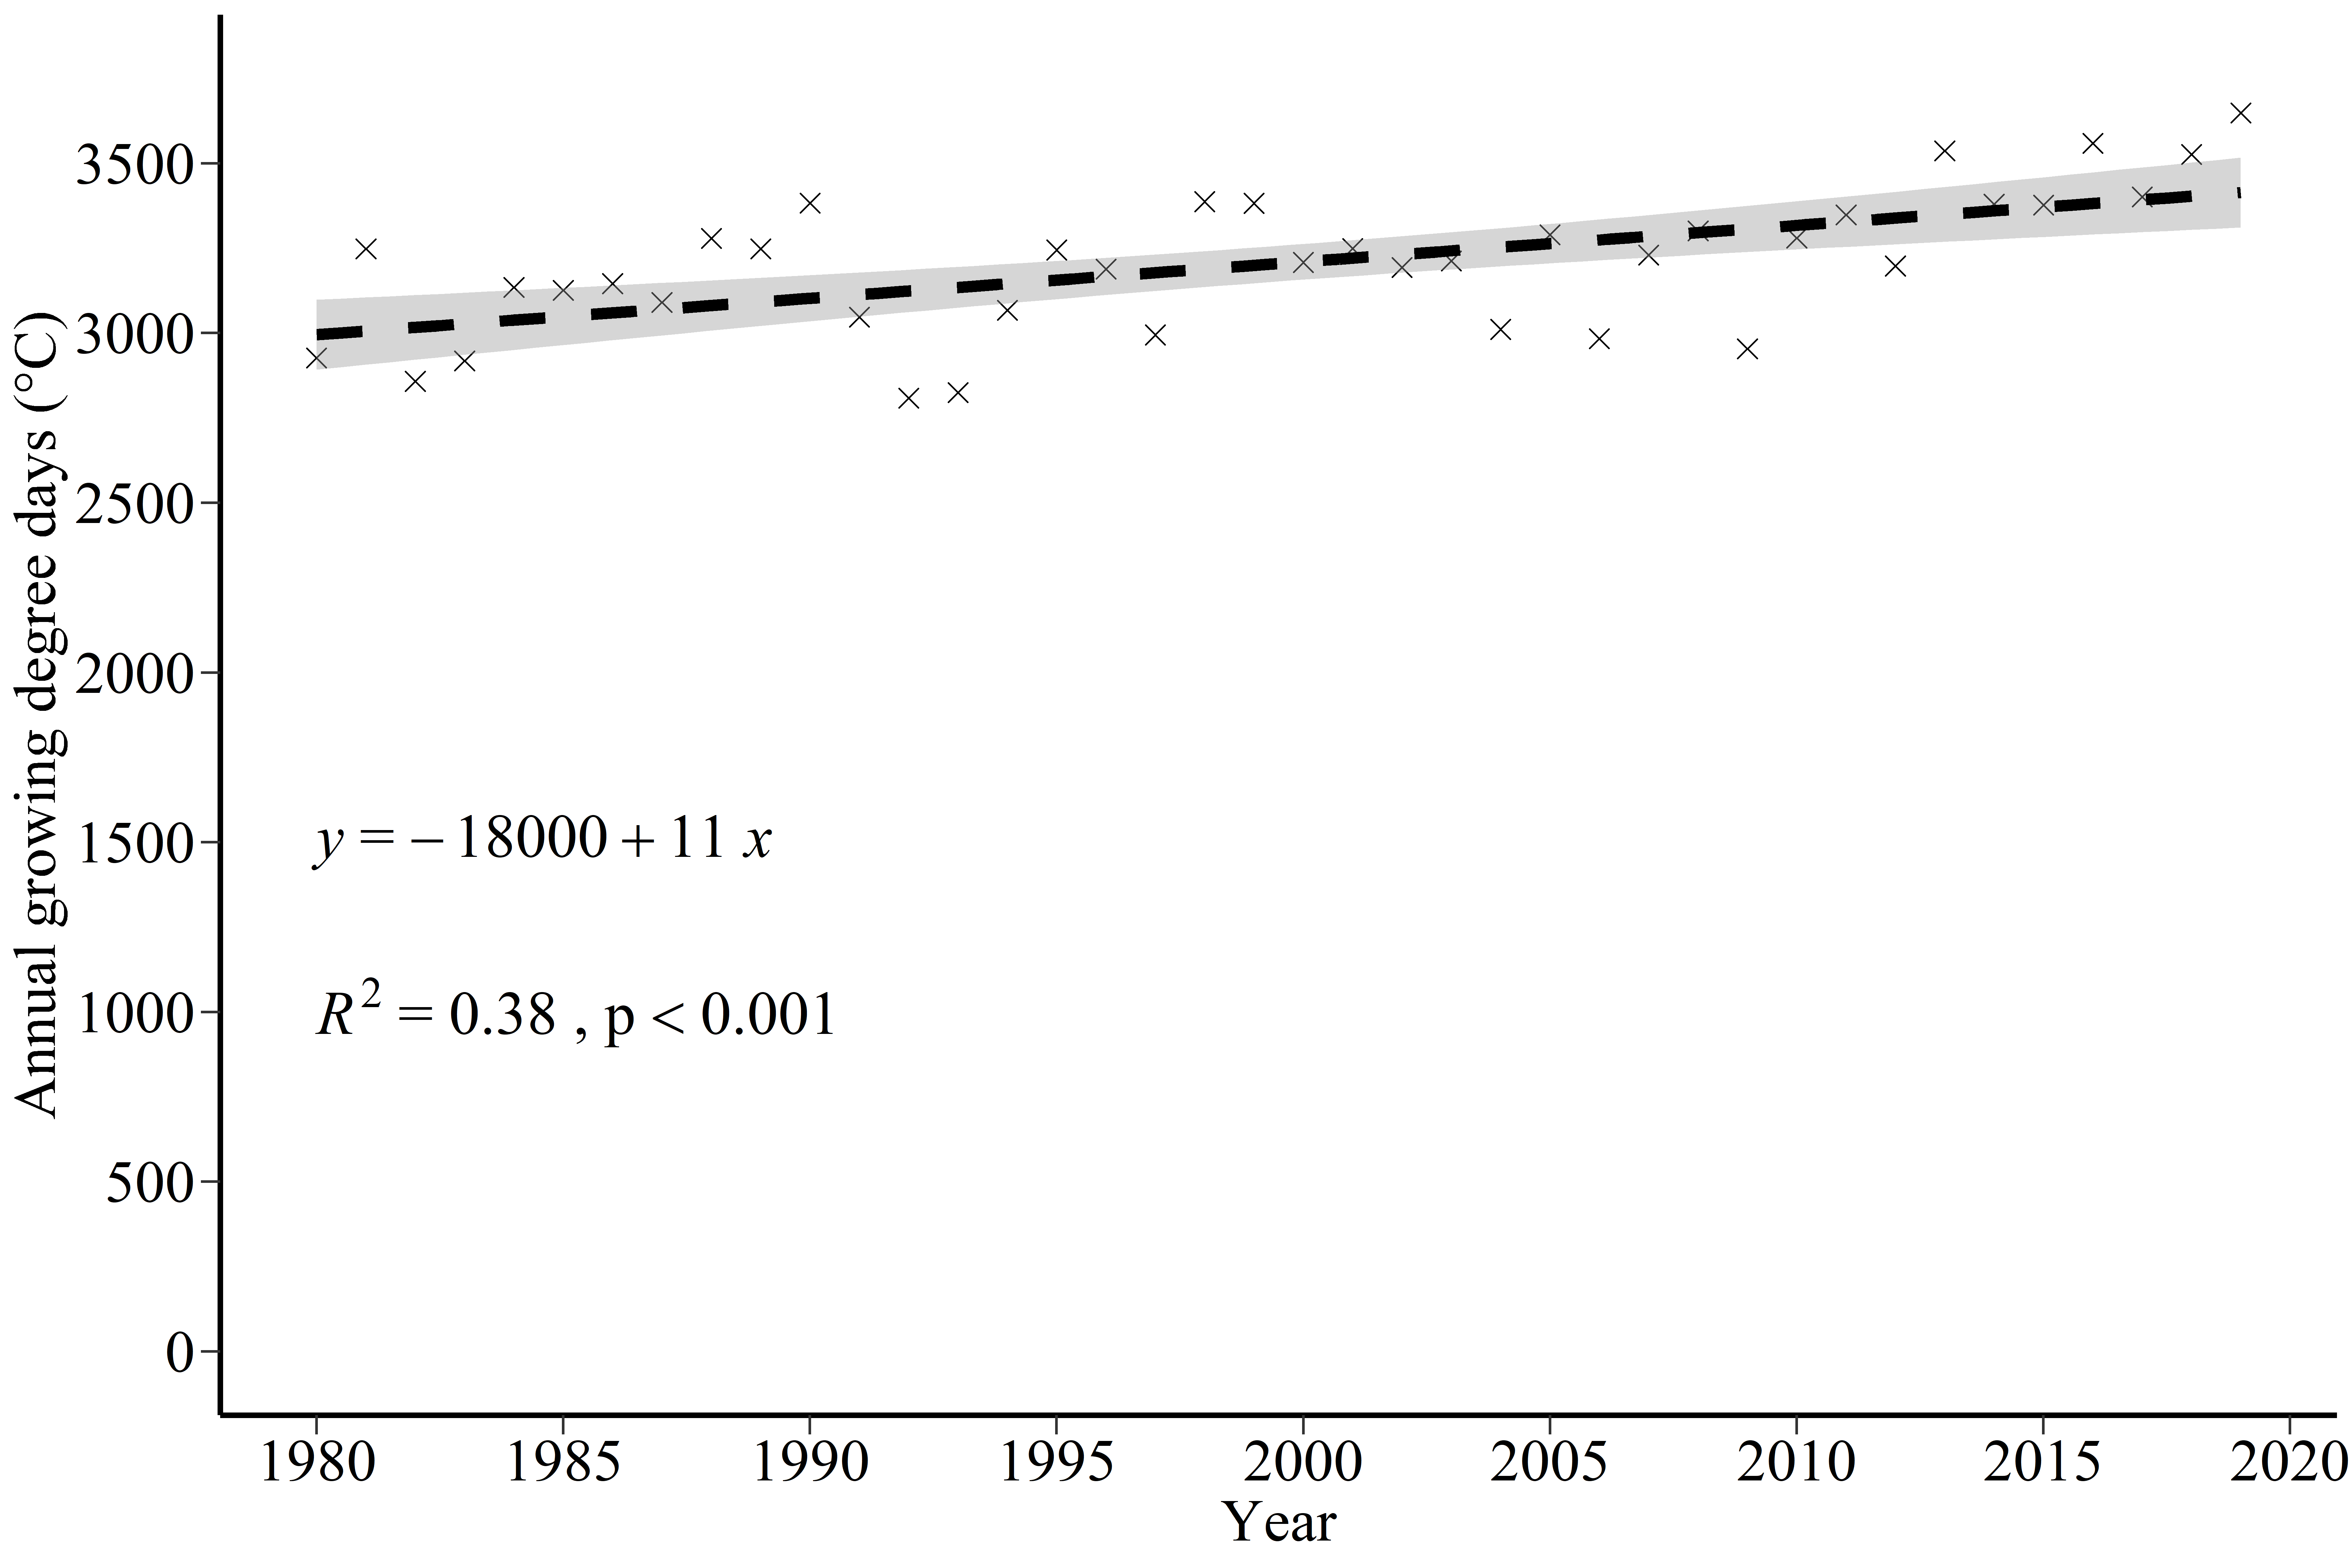 Annual growing degree days (°C)
3500
3000
2500
2000
1500
1000
500
0
y = − 18000 + 11 x
R² = 0.38 , p < 0.001
1980 1985 1990 1995 2000 2005 2010 2015 2020
Year